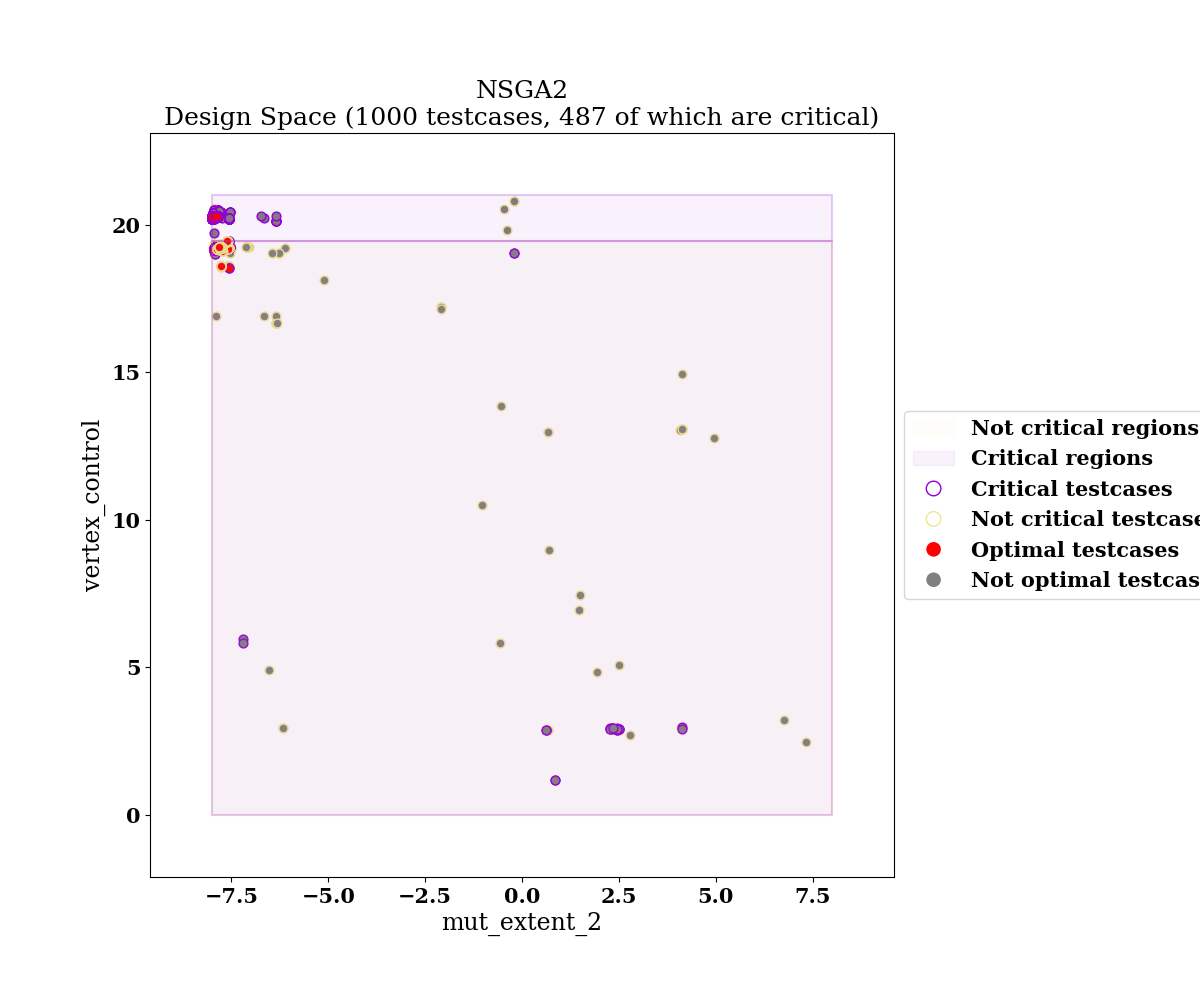 NSGA2
Design Space (1000 testcases, 487 of which are critical)
20
15
10
5
0
vertex_control
−7.5
−5.0
−2.5
0.0
2.5
5.0
7.5
mut_extent_2
Not critical regions
Critical regions
Critical testcases
Not critical testcase
Optimal testcases
Not optimal testcas